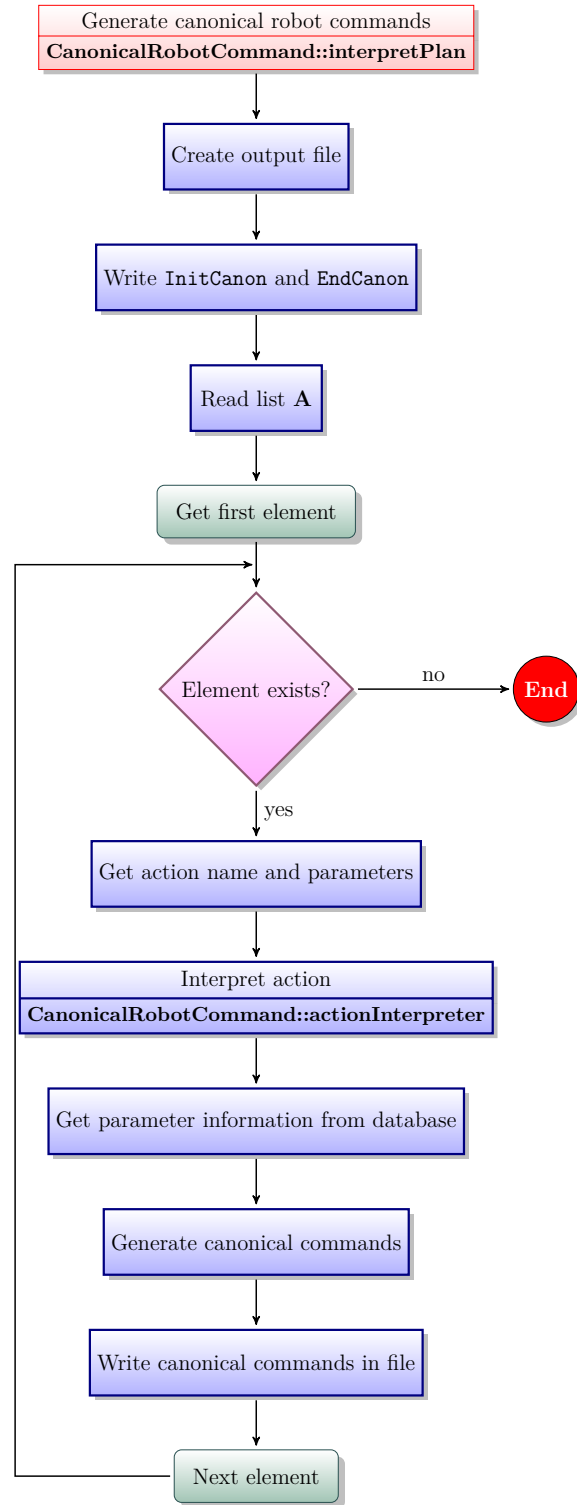 Generate canonical robot commands
CanonicalRobotCommand::interpretPlan
Create output file
Write InitCanon and EndCanon
Read list A
Get first element
Element exists?
no
End
yes
Get action name and parameters
Interpret action
CanonicalRobotCommand::actionInterpreter
Get parameter information from database
Generate canonical commands
Write canonical commands in file
Next element